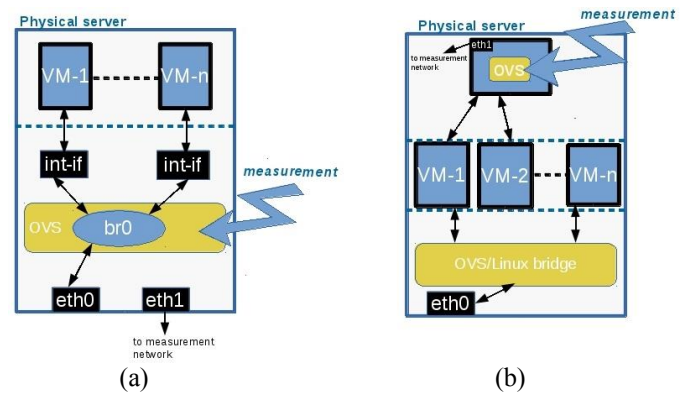 Physical server
VM-1
VM-n
int-if
int-if
measurement
OVS
br0
eth0
eth1
to measurement
network
(a)
measurement
Physical server
eth1
to measurement
network
ovs
VM-1
VM-2
VM-n
OVS/Linux bridge
eth0
(b)